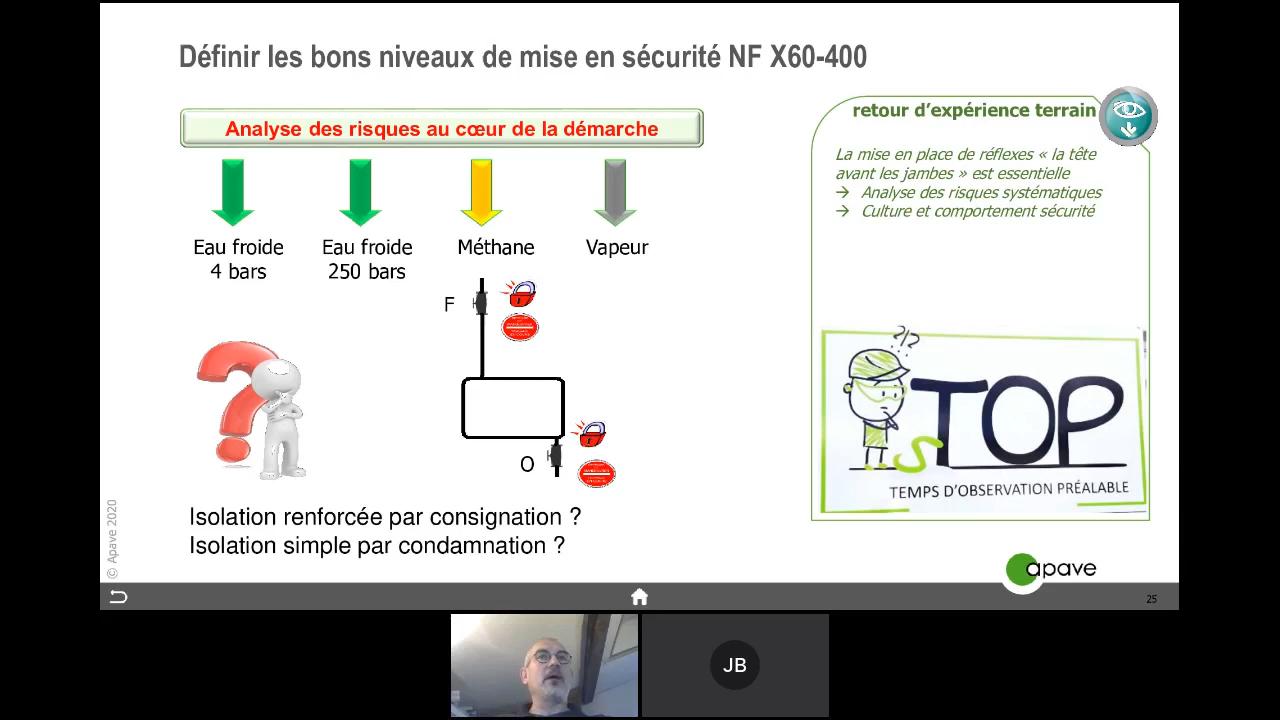 Définir les bons niveaux de mise en sécurité NF X60-400
Analyse des risques au cœur de la démarche
Eau froide
4 bars
Eau froide
250 bars
Méthane
Vapeur
F
O
Isolation renforcée par consignation ?
Isolation simple par condamnation ?
retour d’expérience terrain
La mise en place de réflexes « la tête
avant les jambes » est essentielle
→ Analyse des risques systématiques
→ Culture et comportement sécurité
?!?
STOP
TEMPS D'OBSERVATION PRÉALABLE
© Apave 2020
apave
25
JB